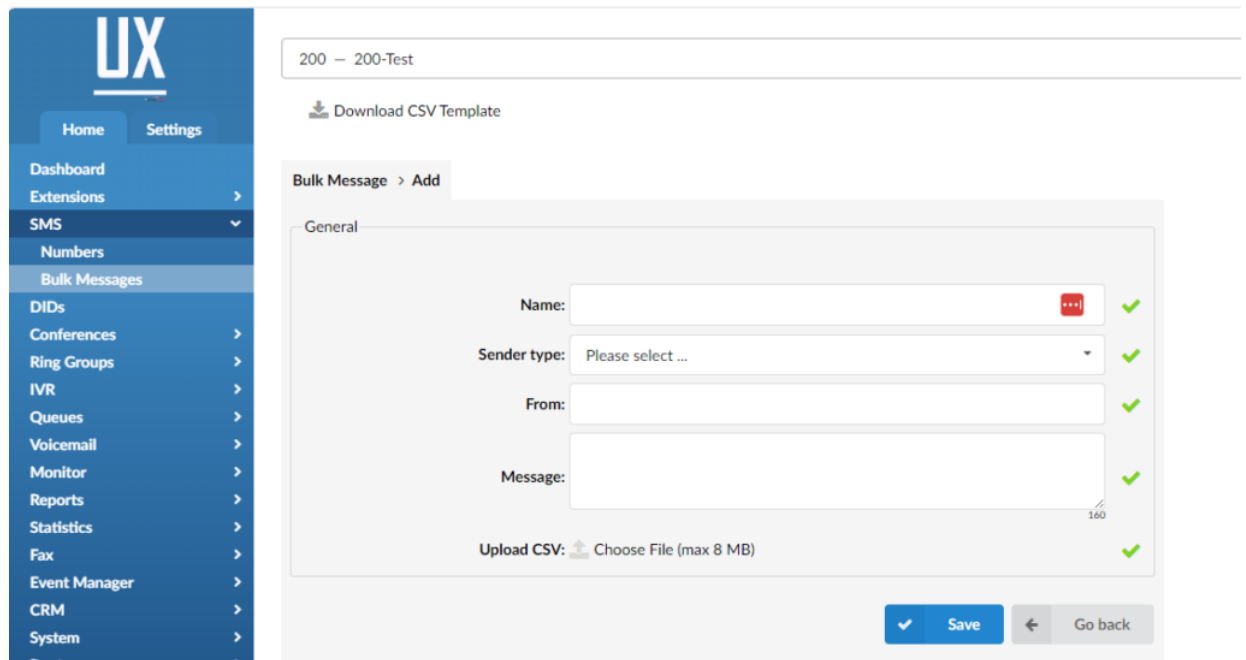 UX
Home Settings
Dashboard
Extensions
SMS
Numbers
Bulk Messages
DIDs
Conferences
Ring Groups
IVR
Queues
Voicemail
Monitor
Reports
Statistics
Fax
Event Manager
CRM
System
200 — 200-Test
Download CSV Template
Bulk Message > Add
General
Name:
Sender type: Please select ...
From:
Message:
160
Upload CSV: Choose File (max 8 MB)
Save Go back